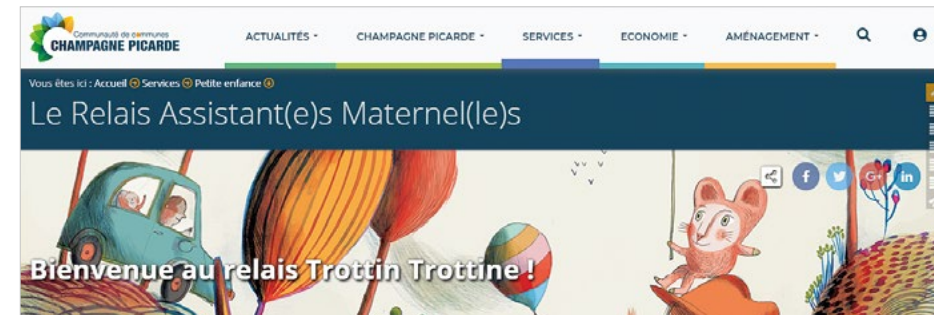 Communauté de communes
CHAMPAGNE PICARDE
ACTUALITÉS
CHAMPAGNE PICARDE
SERVICES
ECONOMIE
AMÉNAGEMENT
Vous êtes ici : Accueil Services Petite enfance
Le Relais Assistant(e)s Maternel(le)s
f
G+
in
Bienvenue au relais Trottin Trottine !